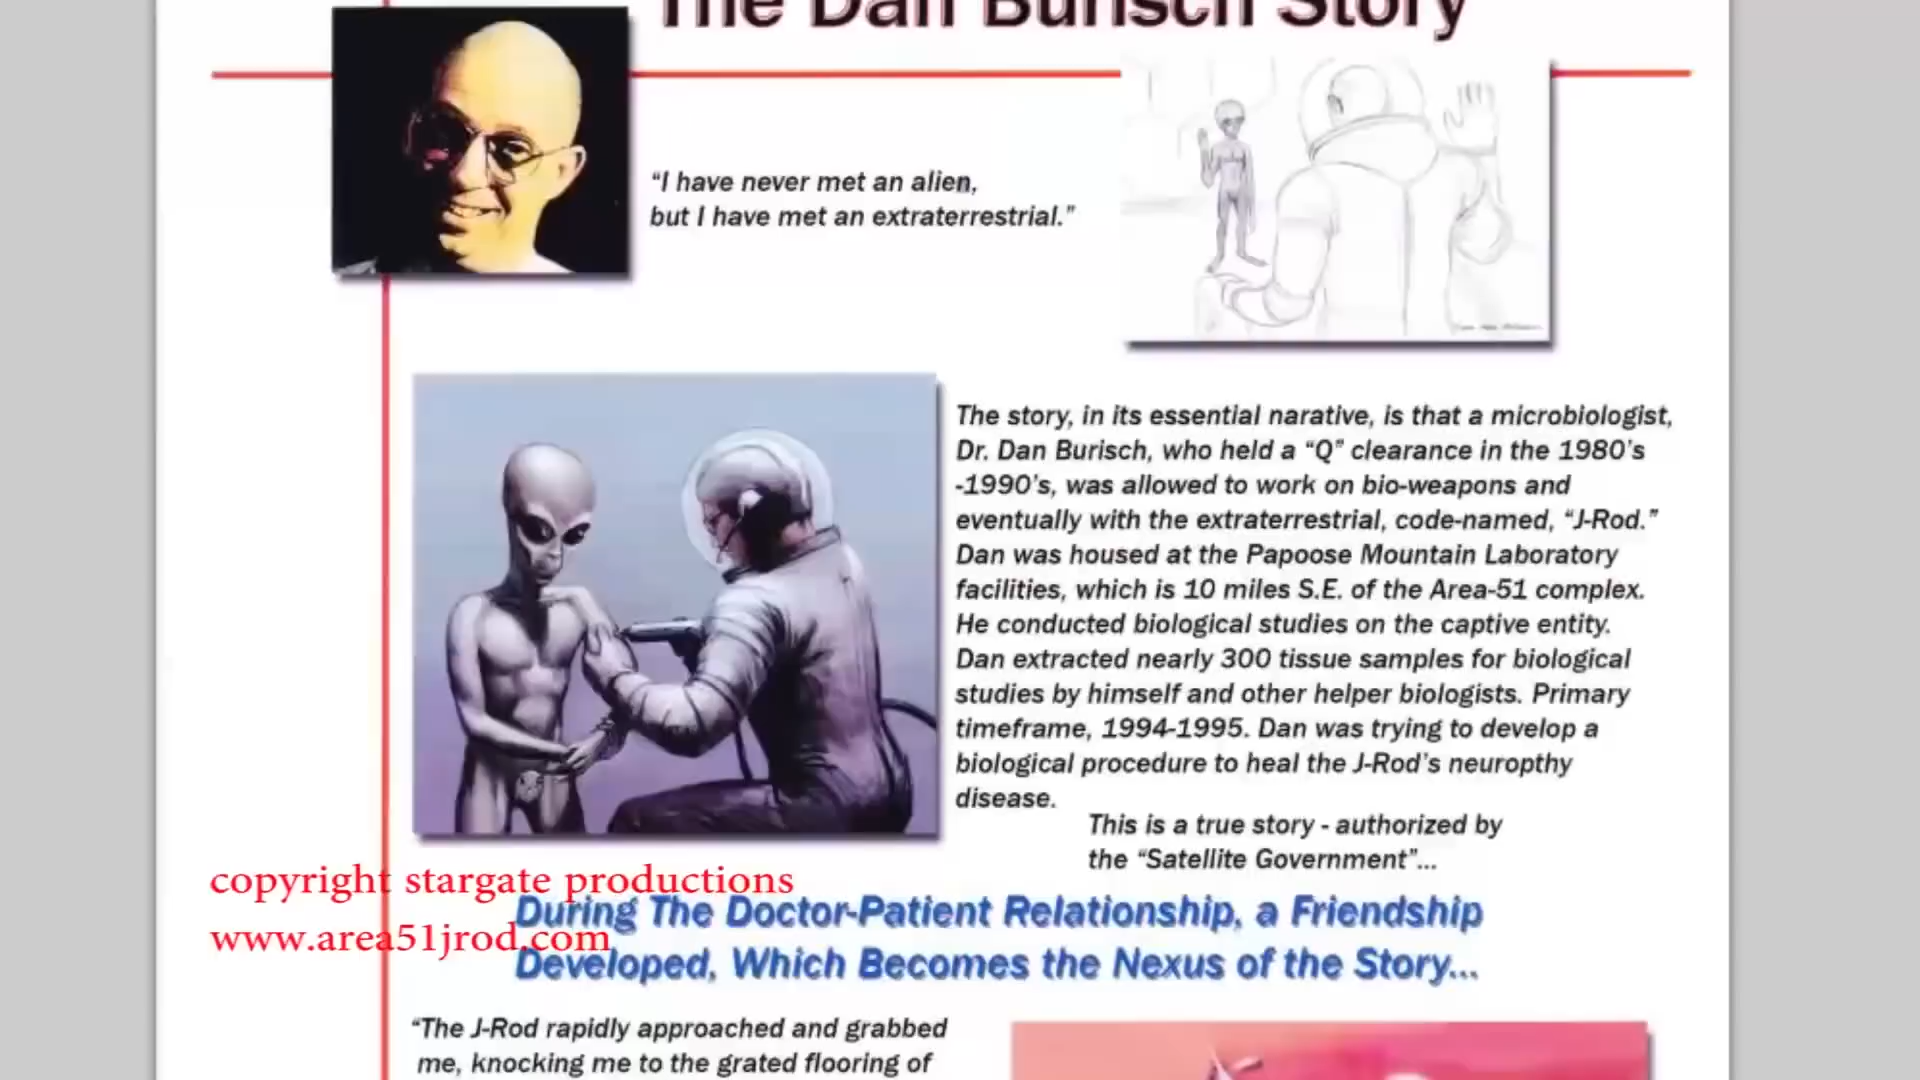 The Dan Burisch Story
“I have never met an alien,
but I have met an extraterrestrial.”
The story, in its essential narative, is that a microbiologist,
Dr. Dan Burisch, who held a “Q” clearance in the 1980’s
-1990’s, was allowed to work on bio-weapons and
eventually with the extraterrestrial, code-named, “J-Rod.”
Dan was housed at the Papoose Mountain Laboratory
facilities, which is 10 miles S.E. of the Area-51 complex.
He conducted biological studies on the captive entity.
Dan extracted nearly 300 tissue samples for biological
studies by himself and other helper biologists. Primary
timeframe, 1994-1995. Dan was trying to develop a
biological procedure to heal the J-Rod’s neuropthy
disease.
This is a true story - authorized by
the “Satellite Government”...
copyright stargate productions
www.area51jrod.com
During The Doctor-Patient Relationship, a Friendship
Developed, Which Becomes the Nexus of the Story...
“The J-Rod rapidly approached and grabbed
me, knocking me to the grated flooring of